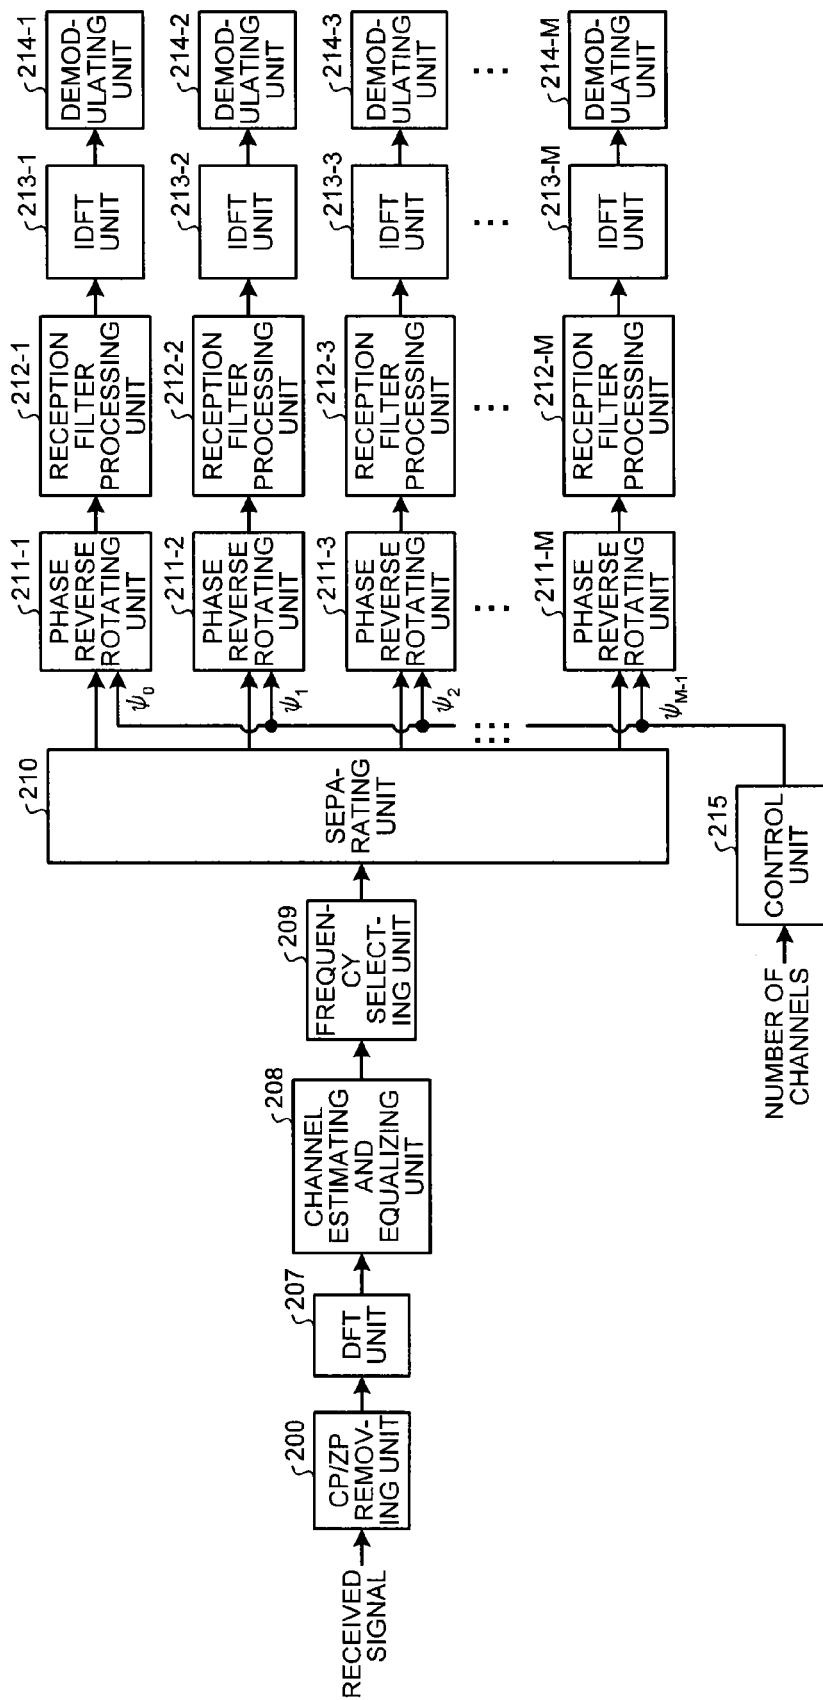 RECEIVED
SIGNAL
200
CP/ZP
REMOV-
ING UNIT
207
DFT
UNIT
208
CHANNEL
ESTIMATING
AND
EQUALIZING
UNIT
209
FREQUEN-
CY
SELECT-
ING UNIT
210
SEPA-
RATING
UNIT
NUMBER OF
CHANNELS
215
CONTROL
UNIT
ψ0
211-1
PHASE
REVERSE
ROTATING
UNIT
212-1
RECEPTION
FILTER
PROCESSING
UNIT
213-1
IDFT
UNIT
214-1
DEMOD-
ULATING
UNIT
ψ1
211-2
PHASE
REVERSE
ROTATING
UNIT
212-2
RECEPTION
FILTER
PROCESSING
UNIT
213-2
IDFT
UNIT
214-2
DEMOD-
ULATING
UNIT
ψ2
211-3
PHASE
REVERSE
ROTATING
UNIT
212-3
RECEPTION
FILTER
PROCESSING
UNIT
213-3
IDFT
UNIT
214-3
DEMOD-
ULATING
UNIT
ψM-1
211-M
PHASE
REVERSE
ROTATING
UNIT
212-M
RECEPTION
FILTER
PROCESSING
UNIT
213-M
IDFT
UNIT
214-M
DEMOD-
ULATING
UNIT